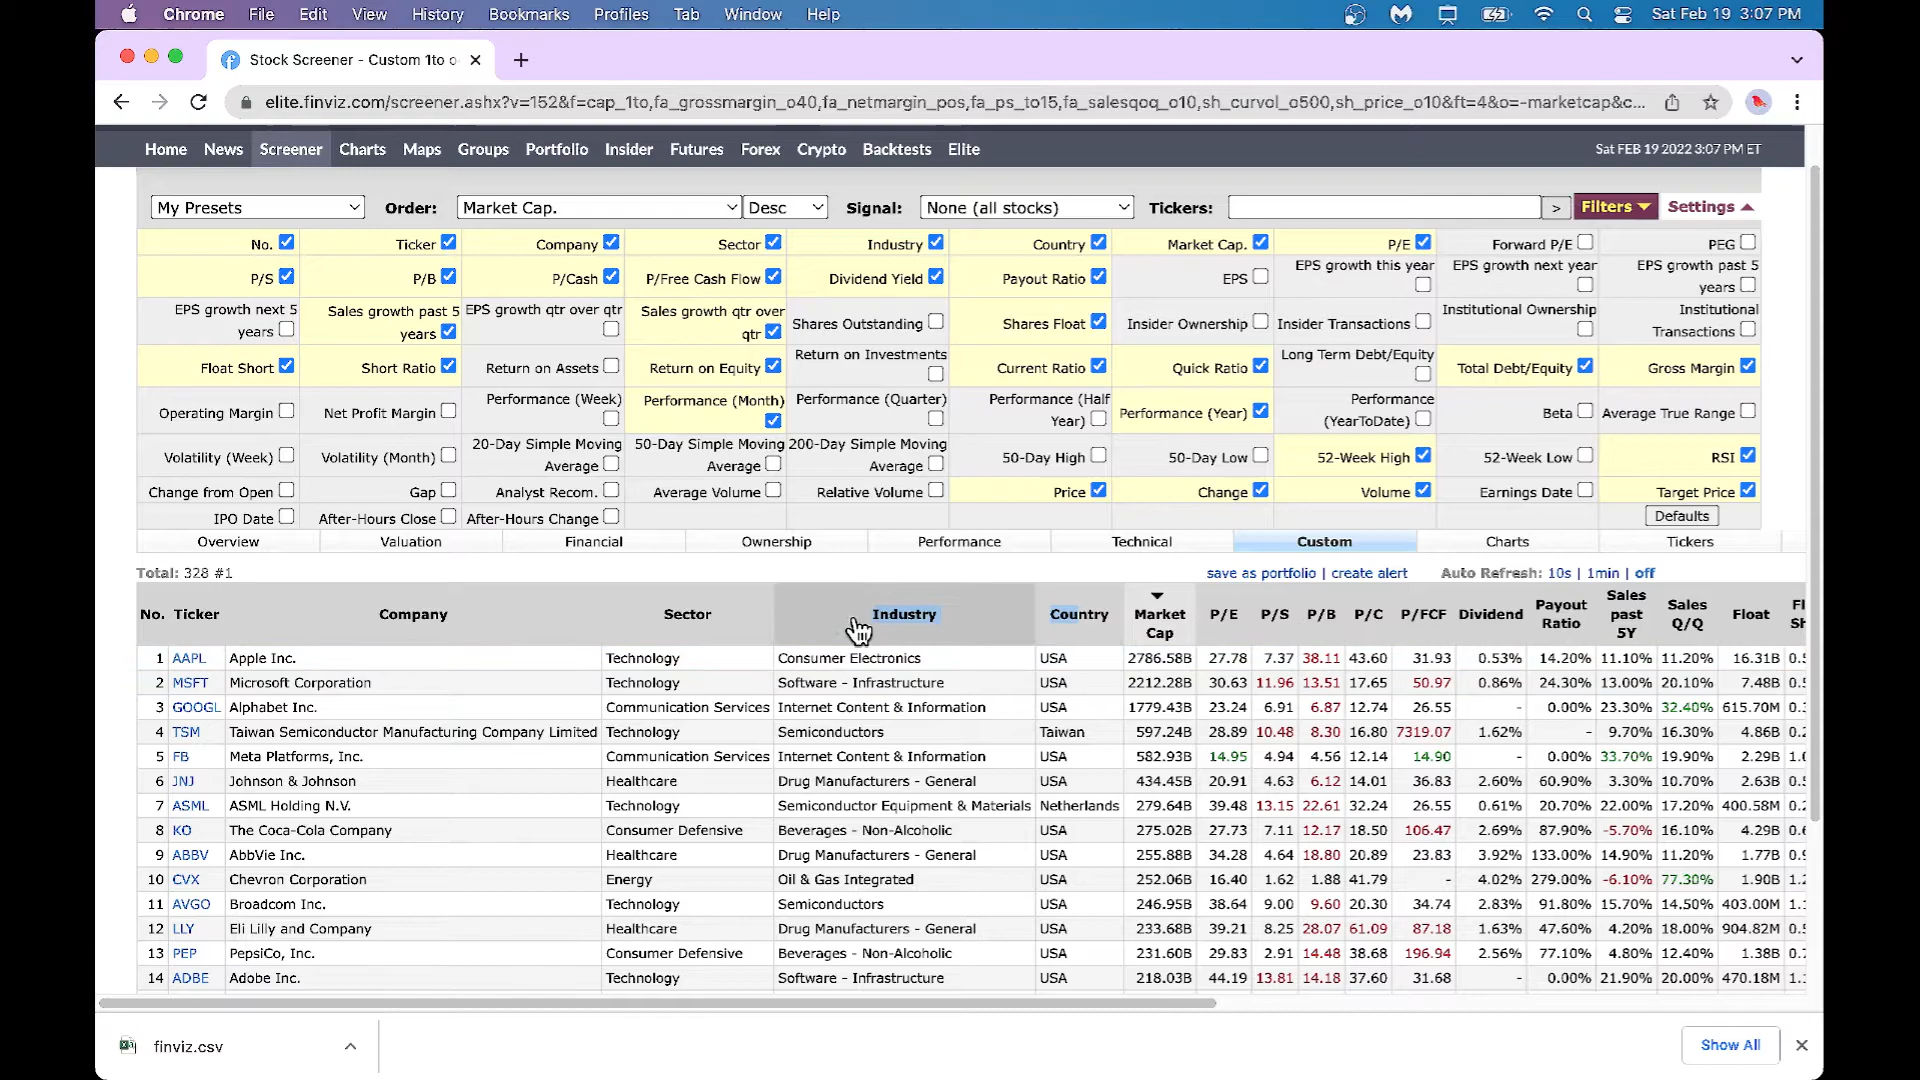 Chrome File Edit View History Bookmarks Profiles Tab Window Help Sat Feb 19 3:07 PM
Stock Screener - Custom 1to o
elite.finviz.com/screener.ashx?v=152&f=cap_1to,fa_grossmargin_o40,fa_netmargin_pos,fa_ps_to15,fa_salesqoq_o10,sh_curvol_o500,sh_price_o10&ft=4&o=-marketcap&c...
Home News Screener Charts Maps Groups Portfolio Insider Futures Forex Crypto Backtests Elite Sat FEB 19 2022 3:07 PM ET
My Presets Order: Market Cap. Desc Signal: None (all stocks) Tickers: > Filters Settings
No. Ticker Company Sector Industry Country Market Cap. P/E Forward P/E PEG
P/S P/B P/Cash P/Free Cash Flow Dividend Yield Payout Ratio EPS EPS growth this year EPS growth next year EPS growth past 5 years
EPS growth next 5 years Sales growth past 5 years EPS growth qtr over qtr Sales growth qtr over qtr Shares Outstanding Shares Float Insider Ownership Insider Transactions Institutional Ownership Institutional Transactions
Float Short Short Ratio Return on Assets Return on Equity Return on Investments Current Ratio Quick Ratio Long Term Debt/Equity Total Debt/Equity Gross Margin
Operating Margin Net Profit Margin Performance (Week) Performance (Month) Performance (Quarter) Performance (Half Year) Performance (Year) Performance (YearToDate) Beta Average True Range
Volatility (Week) Volatility (Month) 20-Day Simple Moving Average 50-Day Simple Moving Average 200-Day Simple Moving Average 50-Day High 50-Day Low 52-Week High 52-Week Low RSI
Change from Open Gap Analyst Recom. Average Volume Relative Volume Price Change Volume Earnings Date Target Price
IPO Date After-Hours Close After-Hours Change Defaults
Overview Valuation Financial Ownership Performance Technical Custom Charts Tickers
Total: 328 #1 save as portfolio | create alert Auto Refresh: 10s | 1min | off
No. Ticker Company Sector Industry Country Market Cap P/E P/S P/B P/C P/FCF Dividend Payout Ratio Sales past 5Y Sales Q/Q Float
1 AAPL Apple Inc. Technology Consumer Electronics USA 2786.58B 27.78 7.37 38.11 43.60 31.93 0.53% 14.20% 11.10% 11.20% 16.31B
2 MSFT Microsoft Corporation Technology Software - Infrastructure USA 2212.28B 30.63 11.96 13.51 17.65 50.97 0.86% 24.30% 13.00% 20.10% 7.48B
3 GOOGL Alphabet Inc. Communication Services Internet Content & Information USA 1779.43B 23.24 6.91 6.87 12.74 26.55 - 0.00% 23.30% 32.40% 615.70M
4 TSM Taiwan Semiconductor Manufacturing Company Limited Technology Semiconductors Taiwan 597.24B 28.89 10.48 8.30 16.80 7319.07 1.62% - 9.70% 16.30% 4.86B
5 FB Meta Platforms, Inc. Communication Services Internet Content & Information USA 582.93B 14.95 4.94 4.56 12.14 14.90 - 0.00% 33.70% 19.90% 2.29B
6 JNJ Johnson & Johnson Healthcare Drug Manufacturers - General USA 434.45B 20.91 4.63 6.12 14.01 36.83 2.60% 60.90% 3.30% 10.70% 2.63B
7 ASML ASML Holding N.V. Technology Semiconductor Equipment & Materials Netherlands 279.64B 39.48 13.15 22.61 32.24 26.55 0.61% 20.70% 22.00% 17.20% 400.58M
8 KO The Coca-Cola Company Consumer Defensive Beverages - Non-Alcoholic USA 275.02B 27.73 7.11 12.17 18.50 106.47 2.69% 87.90% -5.70% 16.10% 4.29B
9 ABBV AbbVie Inc. Healthcare Drug Manufacturers - General USA 255.88B 34.28 4.64 18.80 20.89 23.83 3.92% 133.00% 14.90% 11.20% 1.77B
10 CVX Chevron Corporation Energy Oil & Gas Integrated USA 252.06B 16.40 1.62 1.88 41.79 - 4.02% 279.00% -6.10% 77.30% 1.90B
11 AVGO Broadcom Inc. Technology Semiconductors USA 246.95B 38.64 9.00 9.60 20.30 34.74 2.83% 91.80% 15.70% 14.50% 403.00M
12 LLY Eli Lilly and Company Healthcare Drug Manufacturers - General USA 233.68B 39.21 8.25 28.07 61.09 87.18 1.63% 47.60% 4.20% 18.00% 904.82M
13 PEP PepsiCo, Inc. Consumer Defensive Beverages - Non-Alcoholic USA 231.60B 29.83 2.91 14.48 38.68 196.94 2.56% 77.10% 4.80% 12.40% 1.38B
14 ADBE Adobe Inc. Technology Software - Infrastructure USA 218.03B 44.19 13.81 14.18 37.60 31.68 - 0.00% 21.90% 20.00% 470.18M
finviz.csv Show All